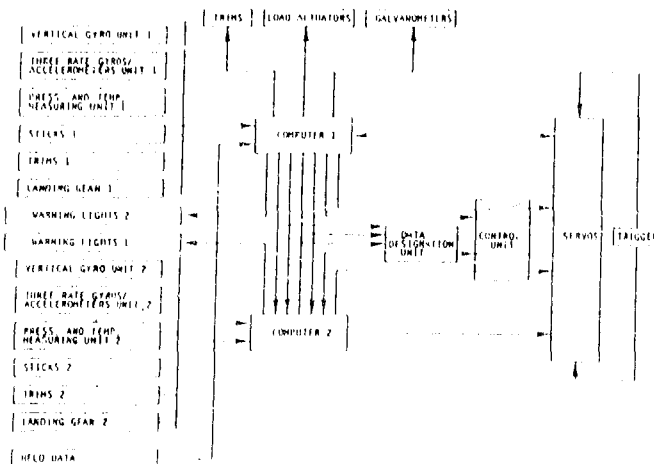 TRIMS LOAD ACTUATORS GALVANOMETERS
VERTICAL GYRO UNIT 1
THREE RATE GYROS/
ACCELEROMETERS UNIT 1
PRESS. AND TEMP.
MEASURING UNIT 1
STICKS 1
TRIMS 1
LANDING GEAR 1
WARNING LIGHTS 2
WARNING LIGHTS 1
VERTICAL GYRO UNIT 2
THREE RATE GYROS/
ACCELEROMETERS UNIT 2
PRESS. AND TEMP.
MEASURING UNIT 2
STICKS 2
TRIMS 2
LANDING GEAR 2
HELD DATA
COMPUTER 1
DATA
DESIGNATION
UNIT
CONTROL
UNIT
SERVOS
TRIGGER
COMPUTER 2